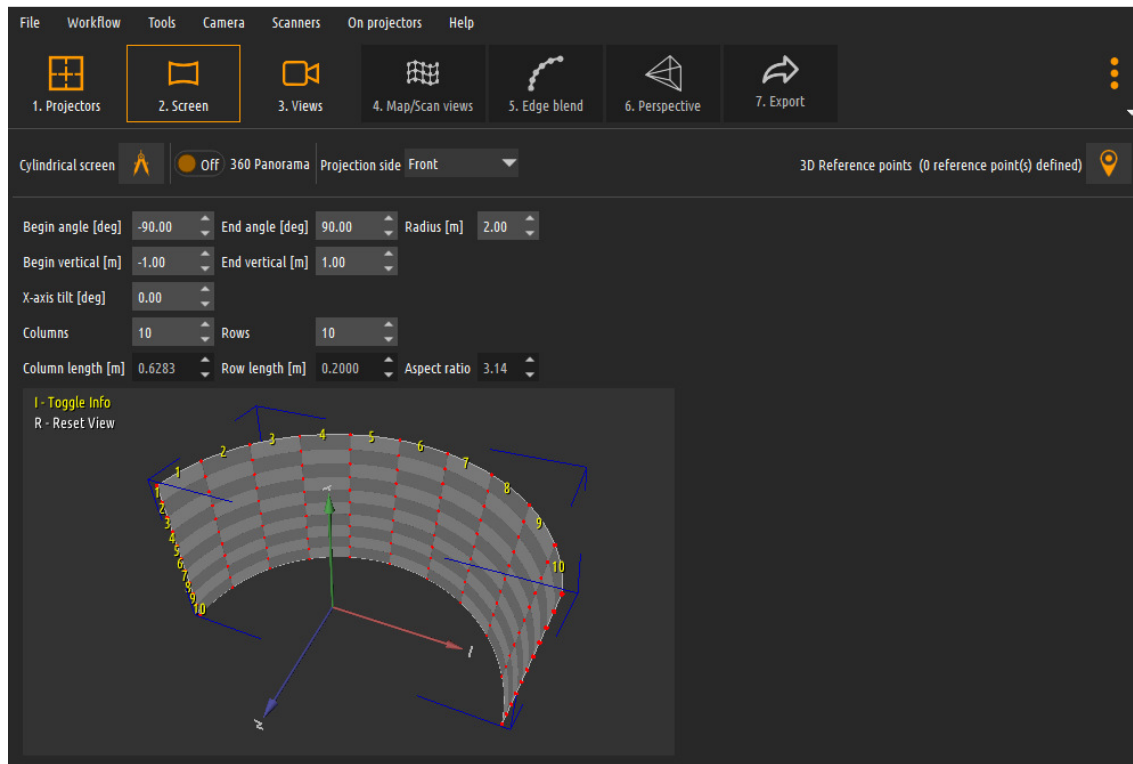 File Workflow Tools Camera Scanners On projectors Help
1. Projectors 2. Screen 3. Views 4. Map/Scan views 5. Edge blend 6. Perspective 7. Export
Cylindrical screen Off 360 Panorama Projection side Front 3D Reference points (0 reference point(s) defined)
Begin angle [deg] -90.00 End angle [deg] 90.00 Radius [m] 2.00
Begin vertical [m] -1.00 End vertical [m] 1.00
X-axis tilt [deg] 0.00
Columns 10 Rows 10
Column length [m] 0.6283 Row length [m] 0.2000 Aspect ratio 3.14
I - Toggle Info
R - Reset View
1 2 3 4 5 6 7 8 9 10
1
2
3
4
5
6
7
8
9
10